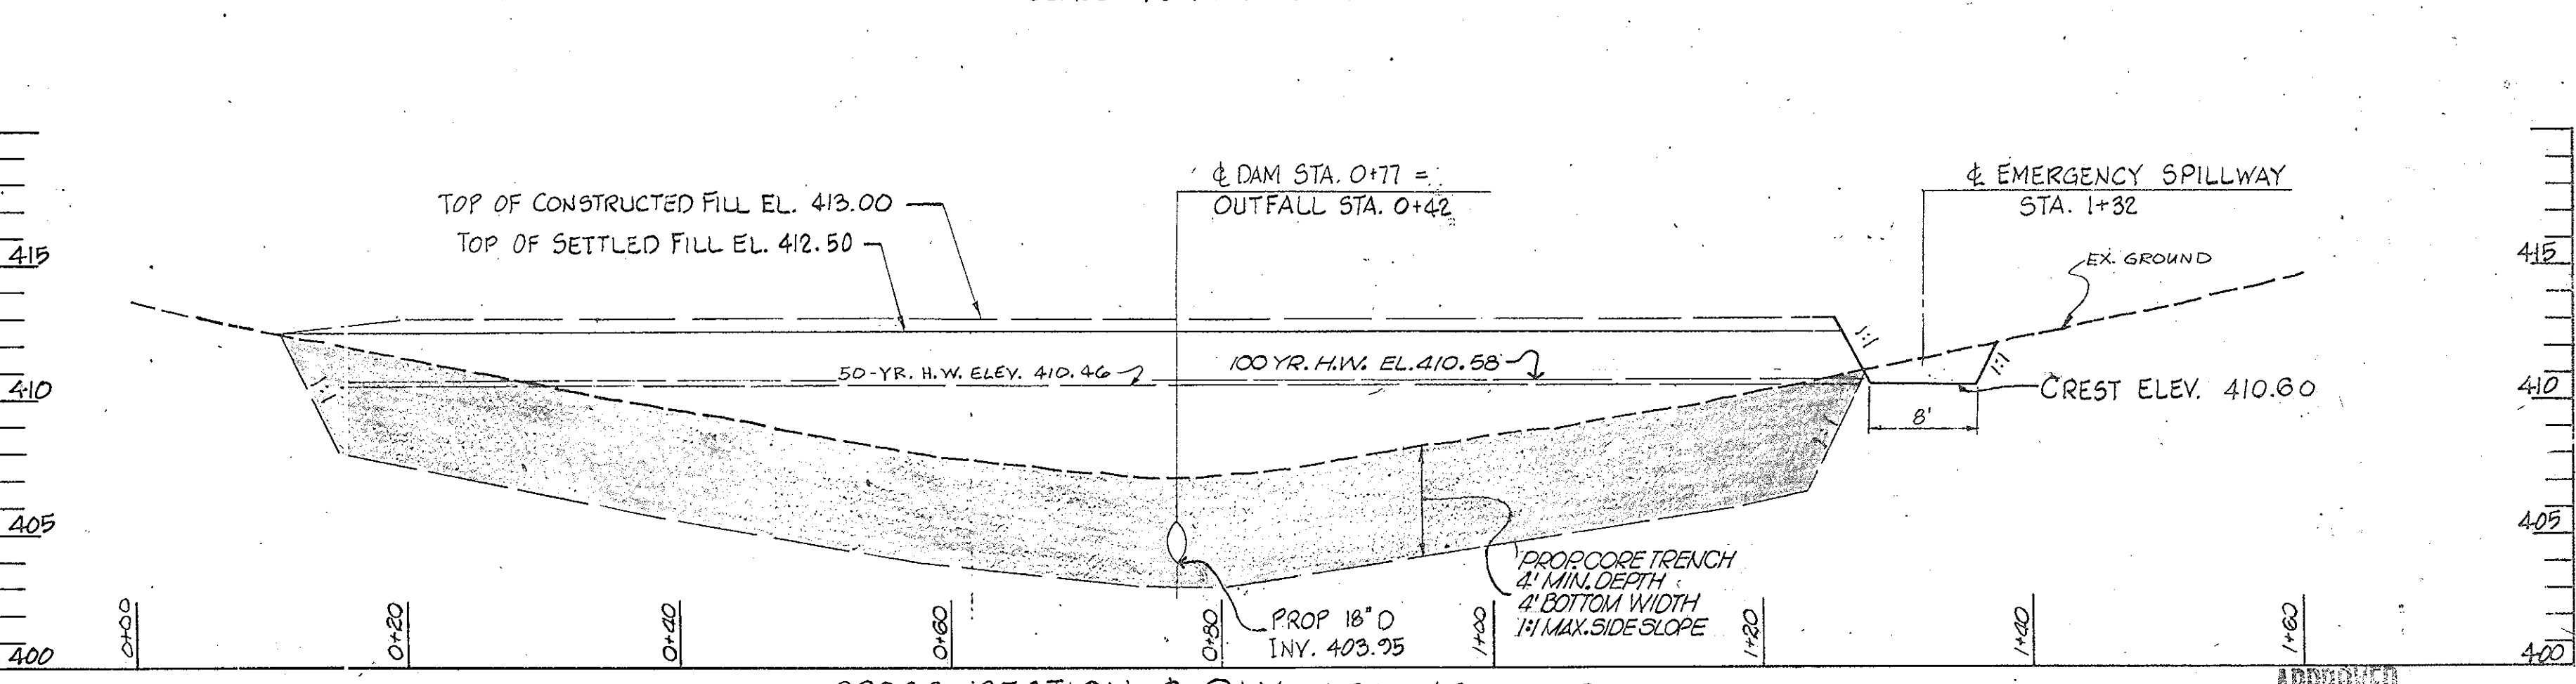 ℄ DAM STA. 0+77 =
OUTFALL STA. 0+42
℄ EMERGENCY SPILLWAY
STA. 1+32
TOP OF CONSTRUCTED FILL EL. 413.00
TOP OF SETTLED FILL EL. 412.50
415
415
EX. GROUND
1:1
50-YR. H.W. ELEV. 410.46
100 YR. H.W. EL. 410.58
1:1
1:1
410
410
CREST ELEV. 410.60
8'
405
405
PROP. CORE TRENCH
4' MIN. DEPTH
4' BOTTOM WIDTH
1:1 MAX. SIDE SLOPE
PROP 18" D
INV. 403.95
0+00
0+20
0+40
0+60
0+80
1+00
1+20
1+40
1+60
400
400
APPROVED